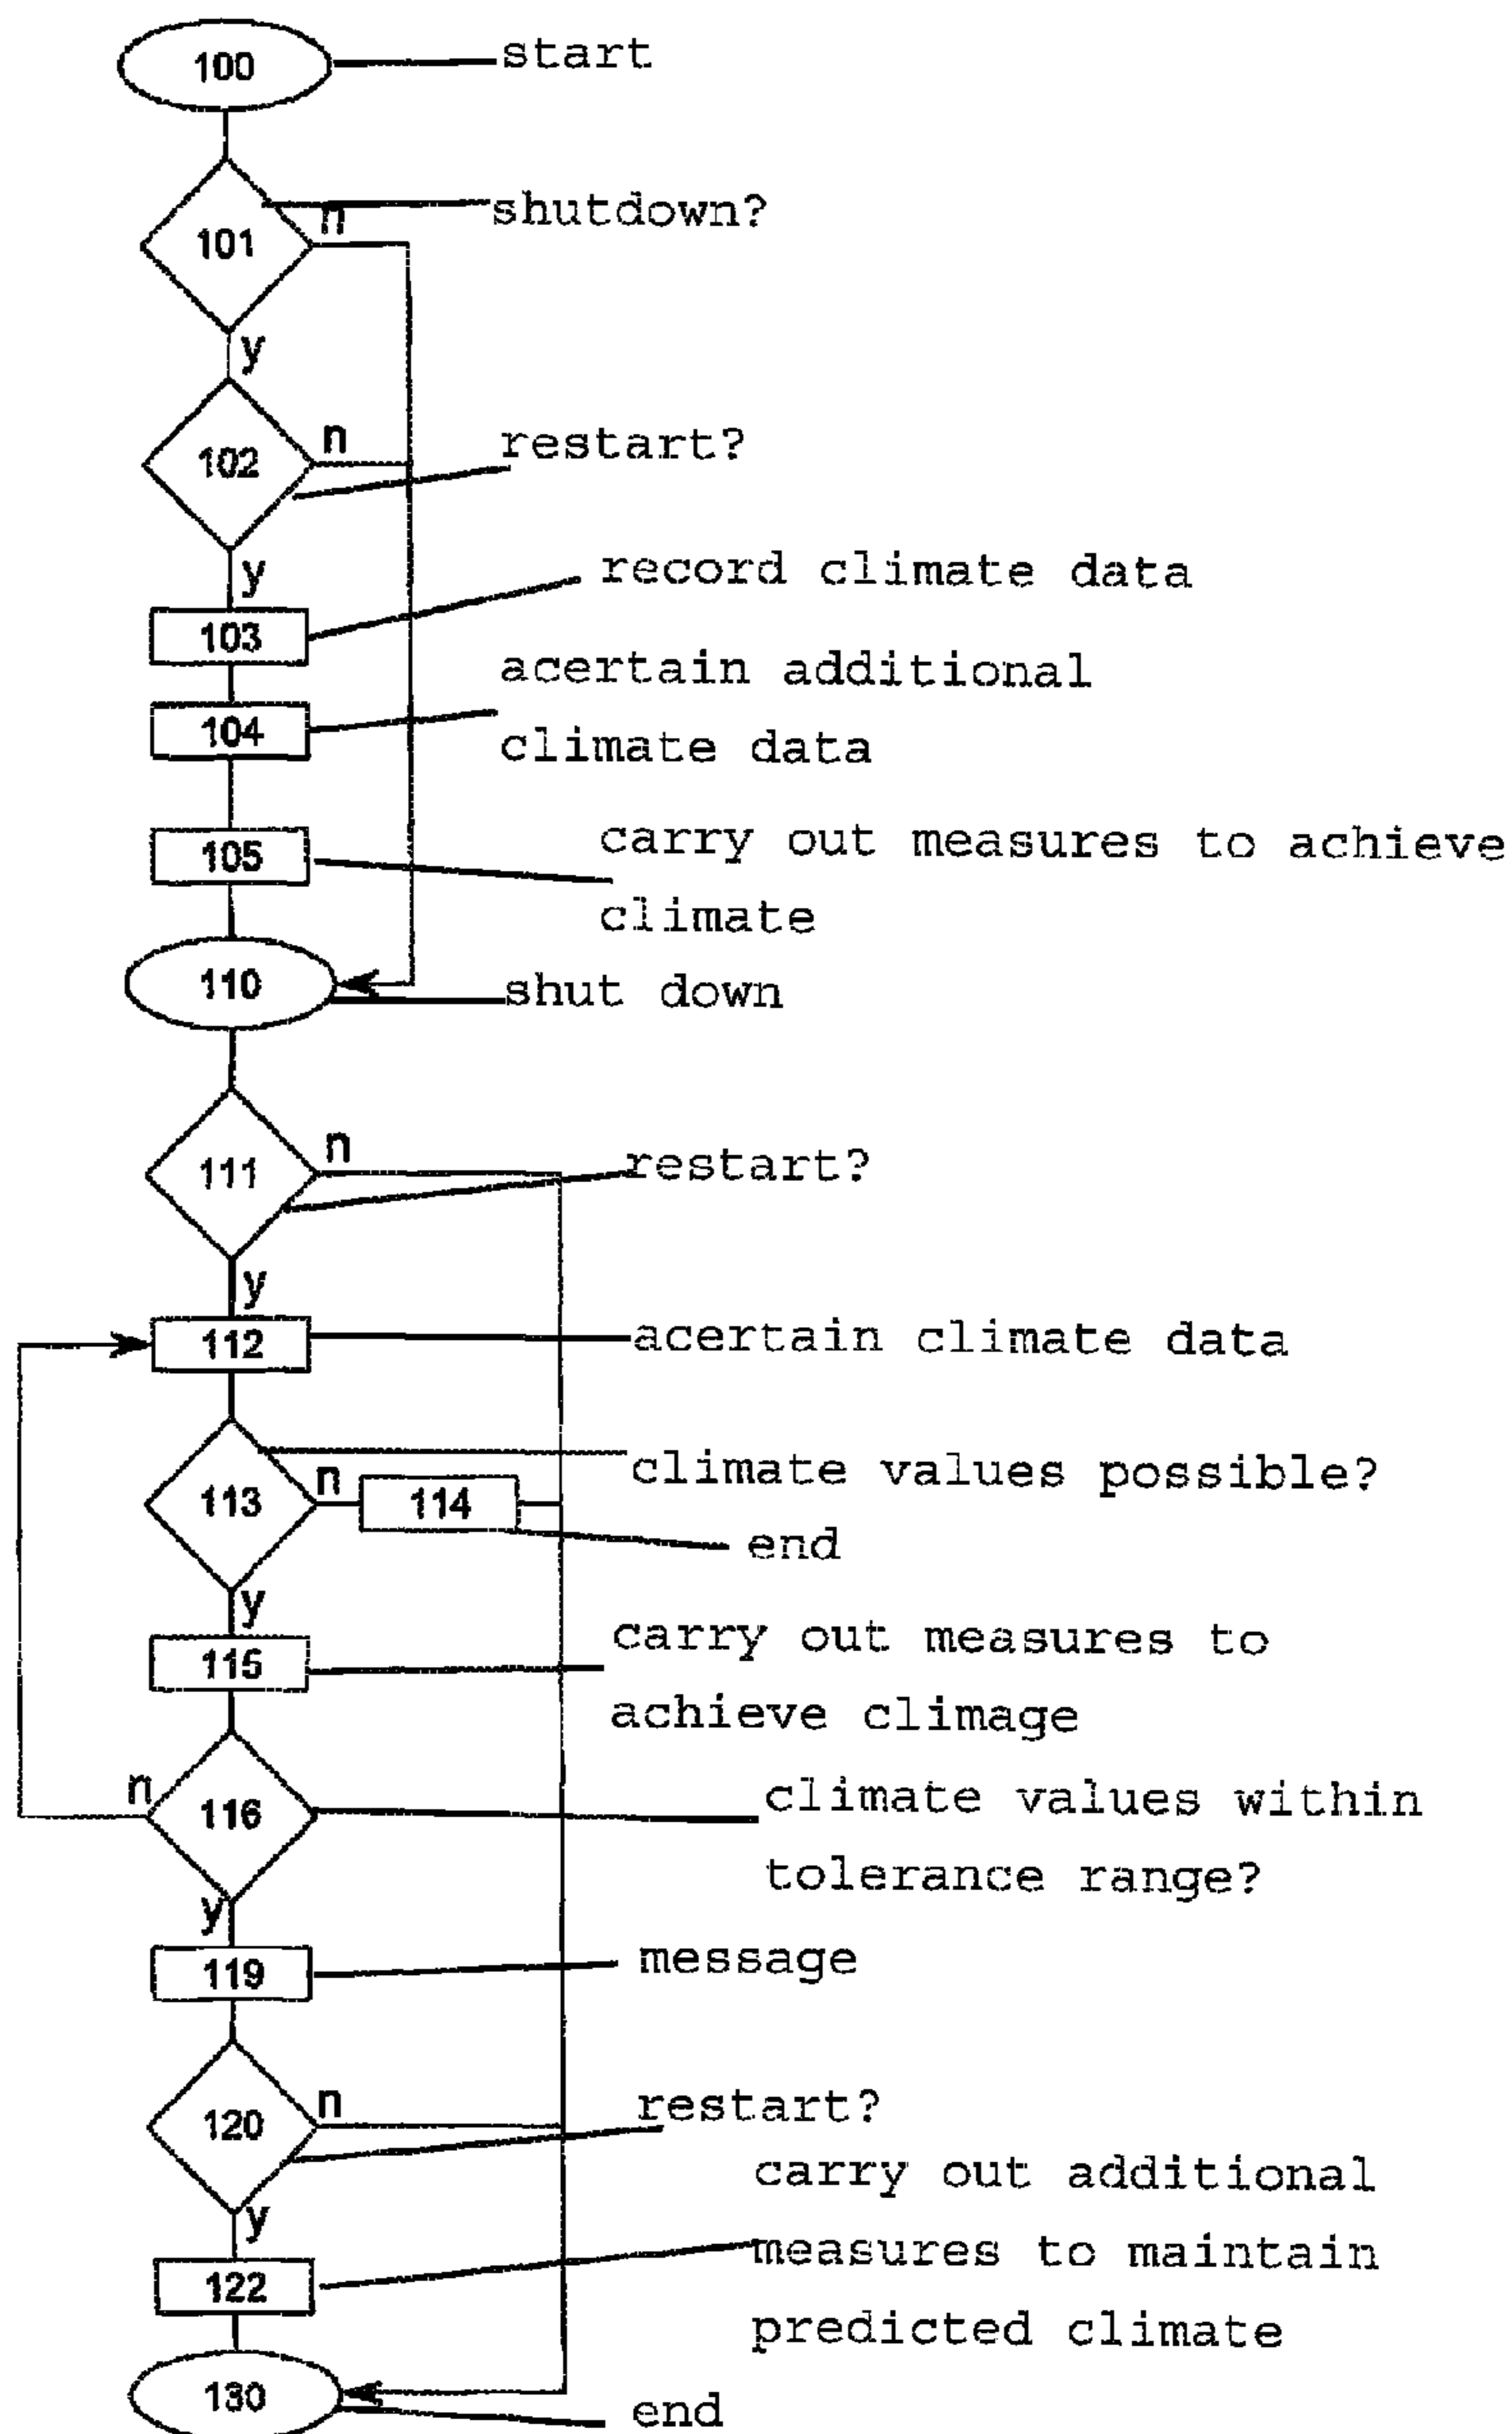 100 start
shutdown?
n
101
y
n restart?
102
y
record climate data
103
acertain additional
104
climate data
carry out measures to achieve
105
climate
110 shut down
n
111 restart?
y
112 acertain climate data
climate values possible?
n
113 114
end
y
carry out measures to
115
achieve climage
n climate values within
116
tolerance range?
y
119 message
n restart?
120
carry out additional
y
measures to maintain
122
predicted climate
130 end